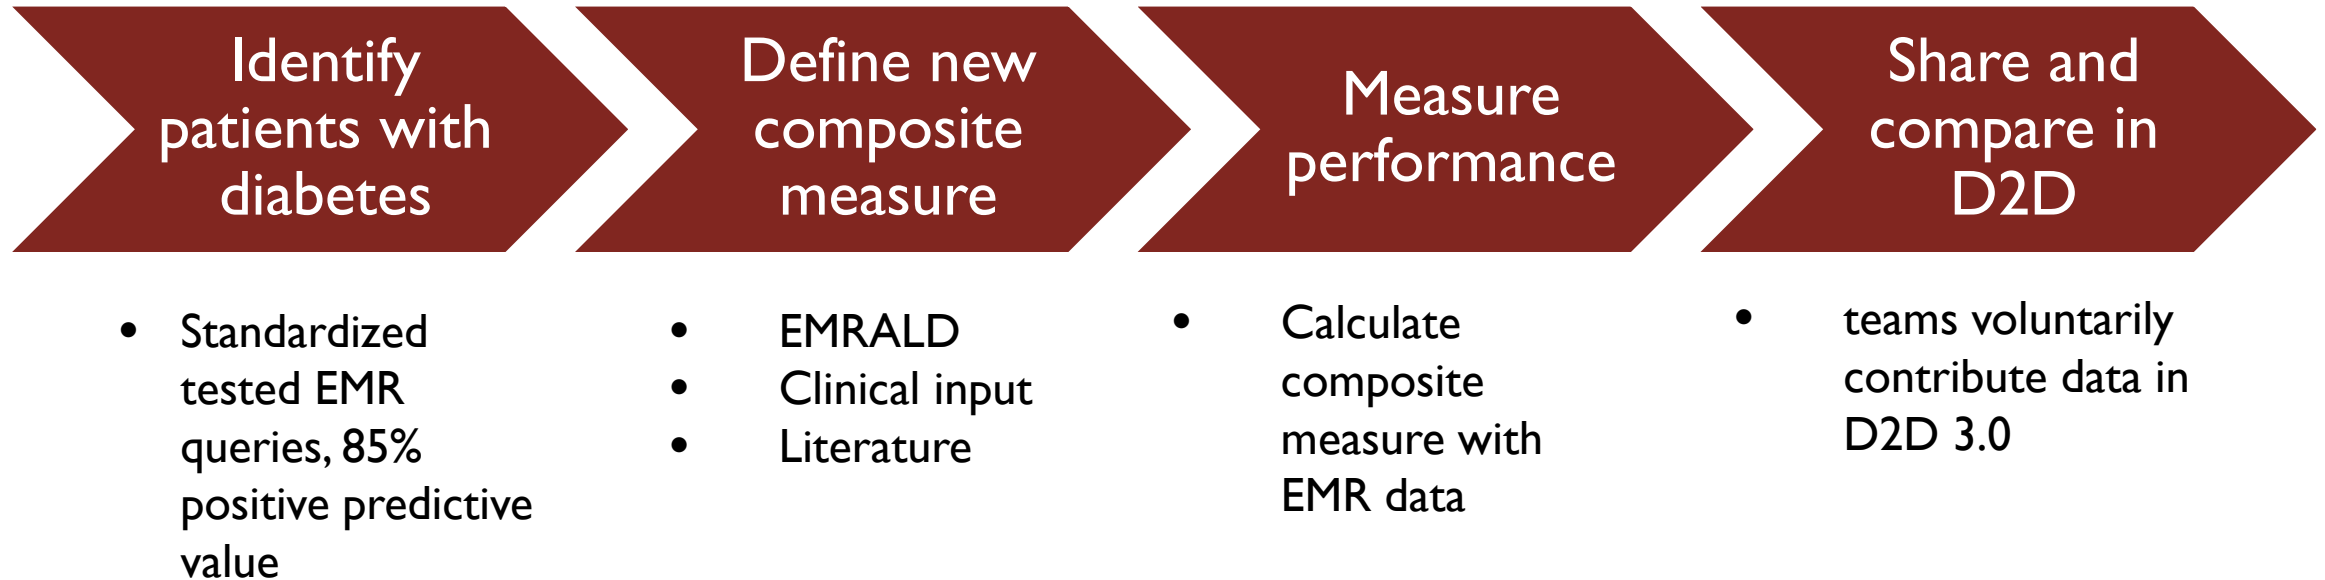 Identify
patients with
diabetes
• Standardized
tested EMR
queries, 85%
positive predictive
value
Define new
composite
measure
• EMRALD
• Clinical input
• Literature
Measure
performance
• Calculate
composite
measure with
EMR data
Share and
compare in
D2D
• teams voluntarily
contribute data in
D2D 3.0